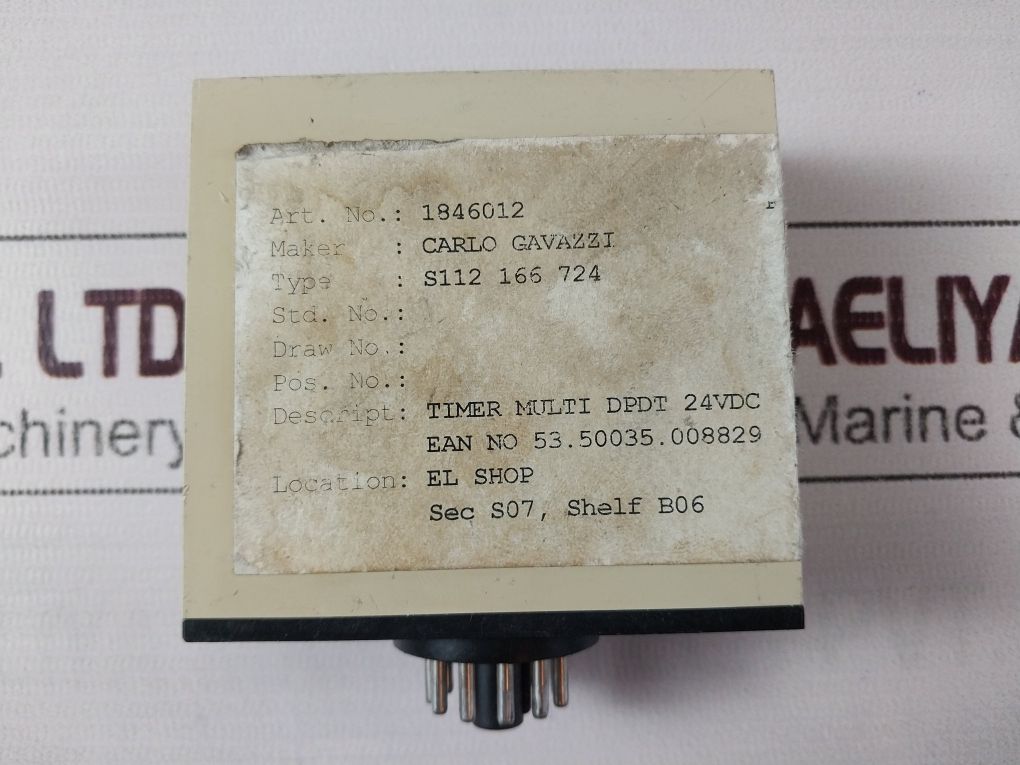 Art. No.: 1846012
Maker : CARLO GAVAZZI
Type : S112 166 724
Std. No.:
Draw No.:
Pos. No.:
Descript: TIMER MULTI DPDT 24VDC
EAN NO 53.50035.008829
Location: EL SHOP
Sec S07, Shelf B06
LTD
AELIYA
chinery
Marine &